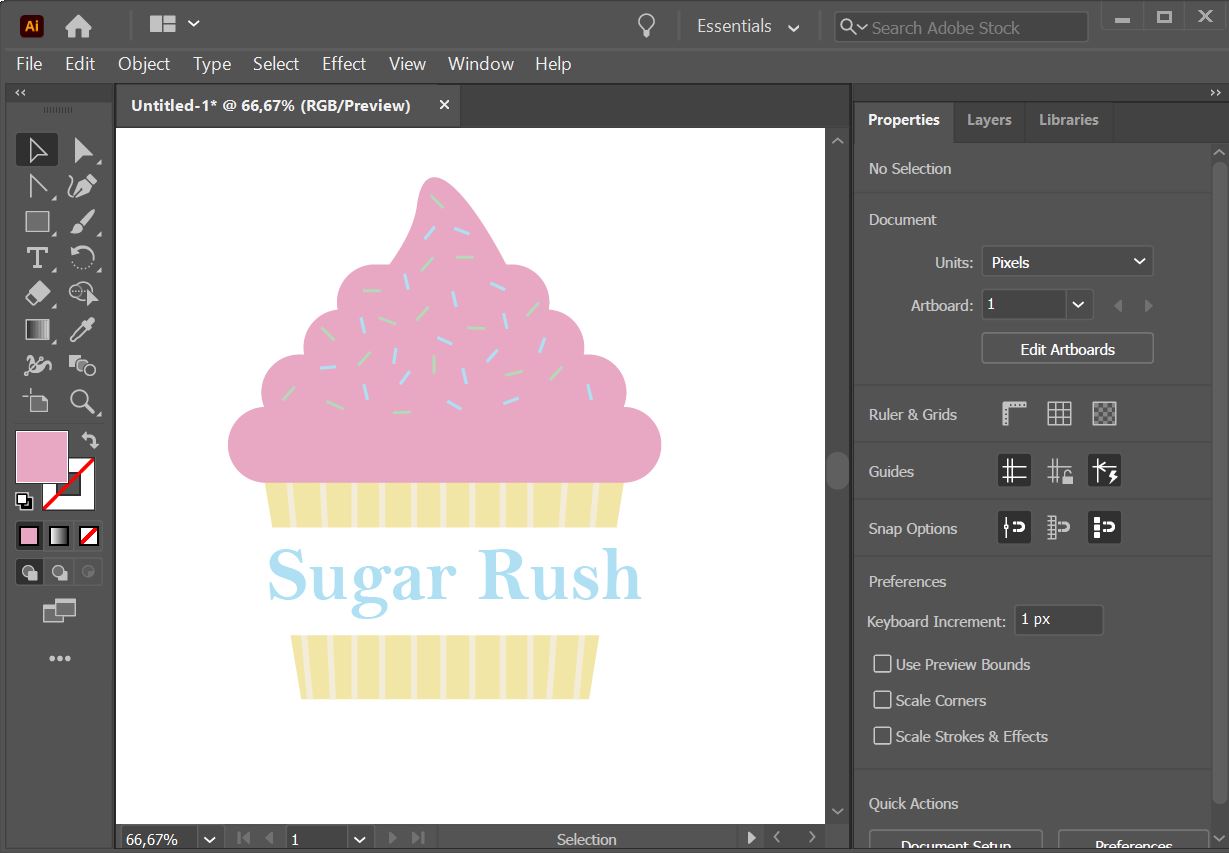 Ai
Essentials
Search Adobe Stock
File Edit Object Type Select Effect View Window Help
Untitled-1* @ 66,67% (RGB/Preview)
Properties Layers Libraries
No Selection
Document
Units: Pixels
Artboard: 1
Edit Artboards
Ruler & Grids
Guides
Snap Options
Preferences
Keyboard Increment: 1 px
Use Preview Bounds
Scale Corners
Scale Strokes & Effects
Quick Actions
Document Setup Preferences
Sugar Rush
66,67% 1 Selection